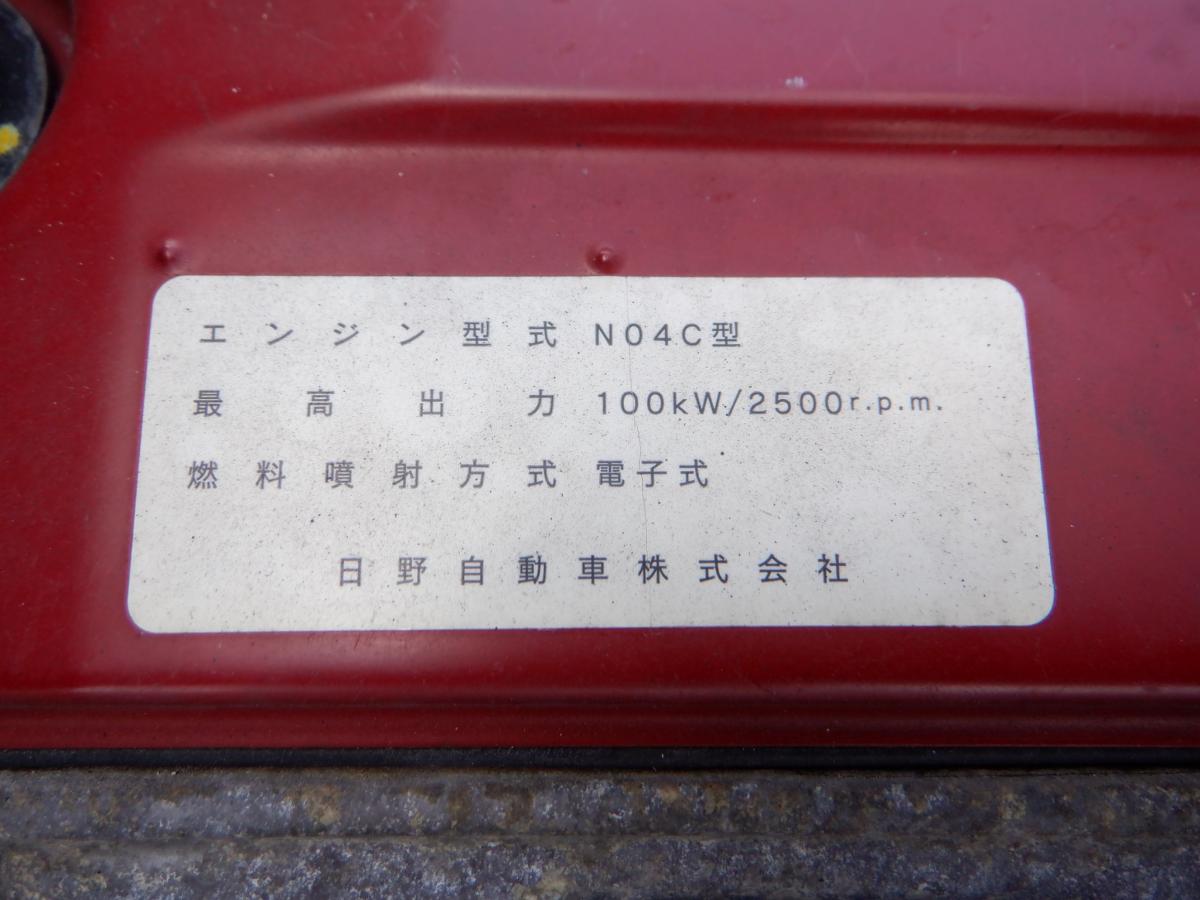 エンジン型式 N04C型
最高出力 100kW/2500r.p.m.
燃料噴射方式 電子式
日野自動車株式会社